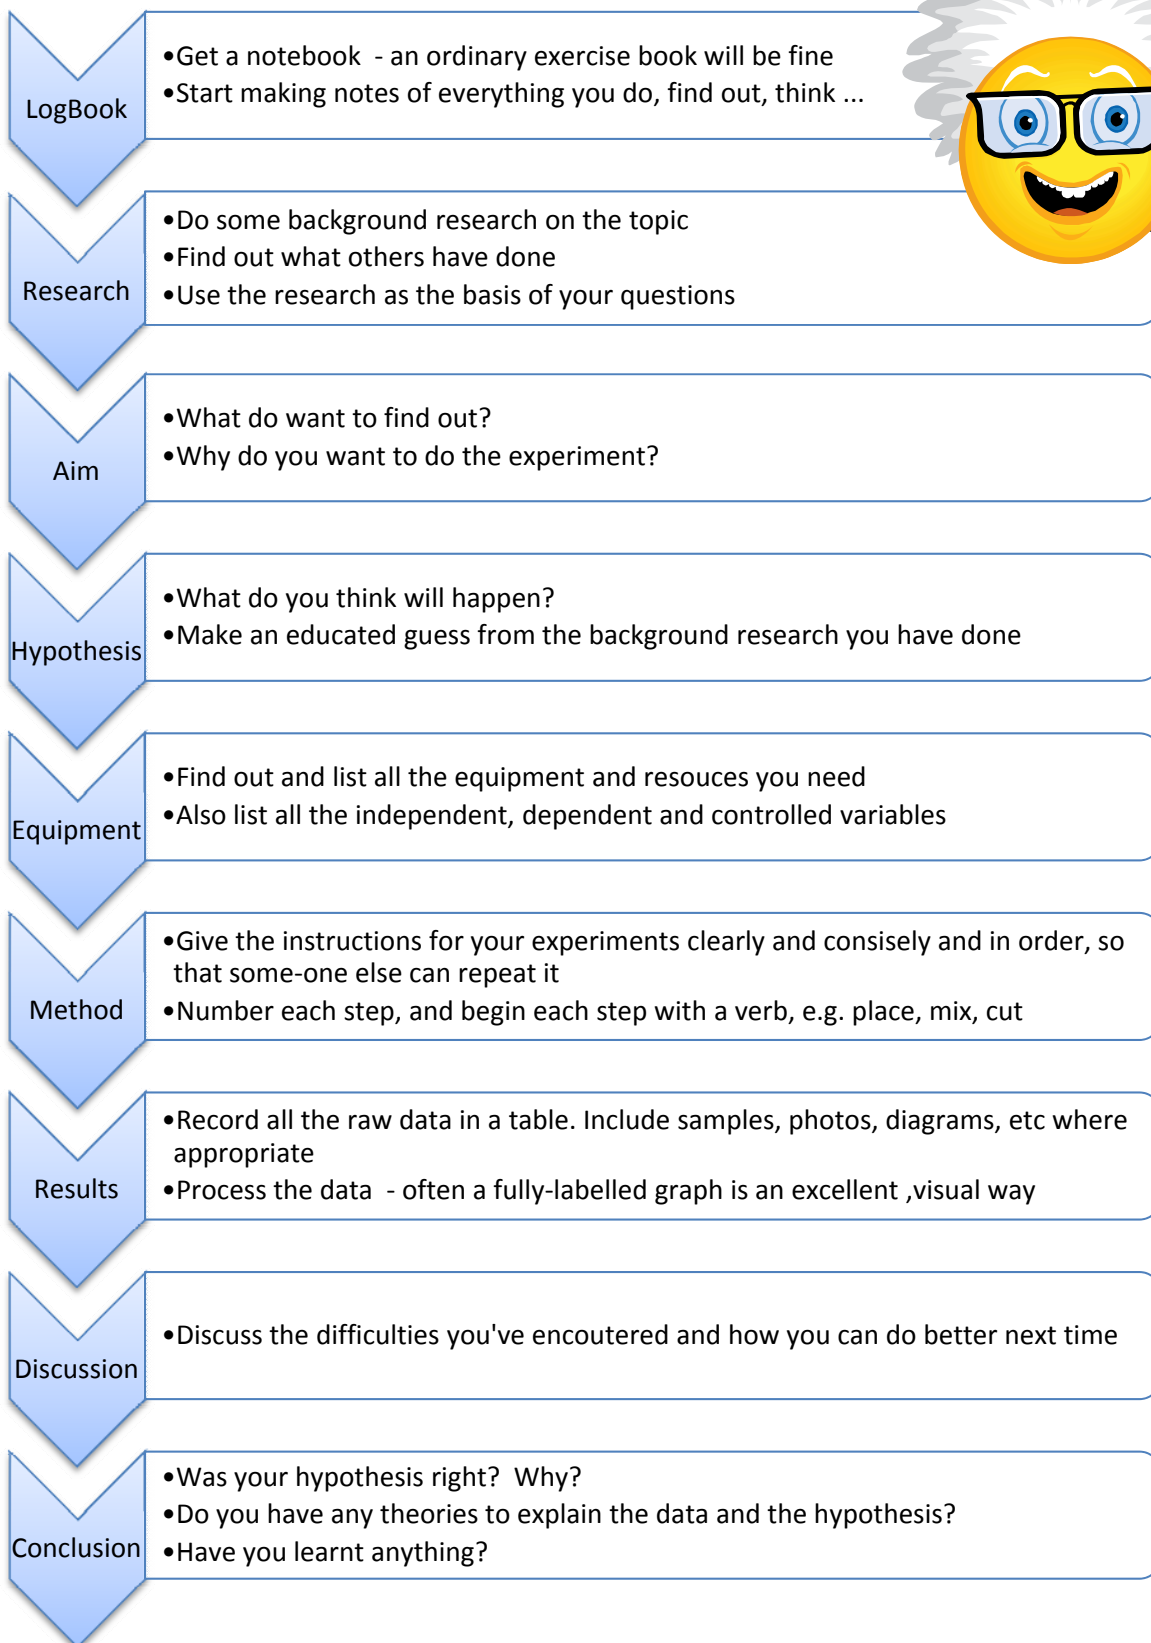 LogBook
•Get a notebook - an ordinary exercise book will be fine
•Start making notes of everything you do, find out, think ...
Research
•Do some background research on the topic
•Find out what others have done
•Use the research as the basis of your questions
Aim
•What do want to find out?
•Why do you want to do the experiment?
Hypothesis
•What do you think will happen?
•Make an educated guess from the background research you have done
Equipment
•Find out and list all the equipment and resouces you need
•Also list all the independent, dependent and controlled variables
Method
•Give the instructions for your experiments clearly and consisely and in order, so
that some-one else can repeat it
•Number each step, and begin each step with a verb, e.g. place, mix, cut
Results
•Record all the raw data in a table. Include samples, photos, diagrams, etc where
appropriate
•Process the data - often a fully-labelled graph is an excellent ,visual way
Discussion
•Discuss the difficulties you've encoutered and how you can do better next time
Conclusion
•Was your hypothesis right? Why?
•Do you have any theories to explain the data and the hypothesis?
•Have you learnt anything?